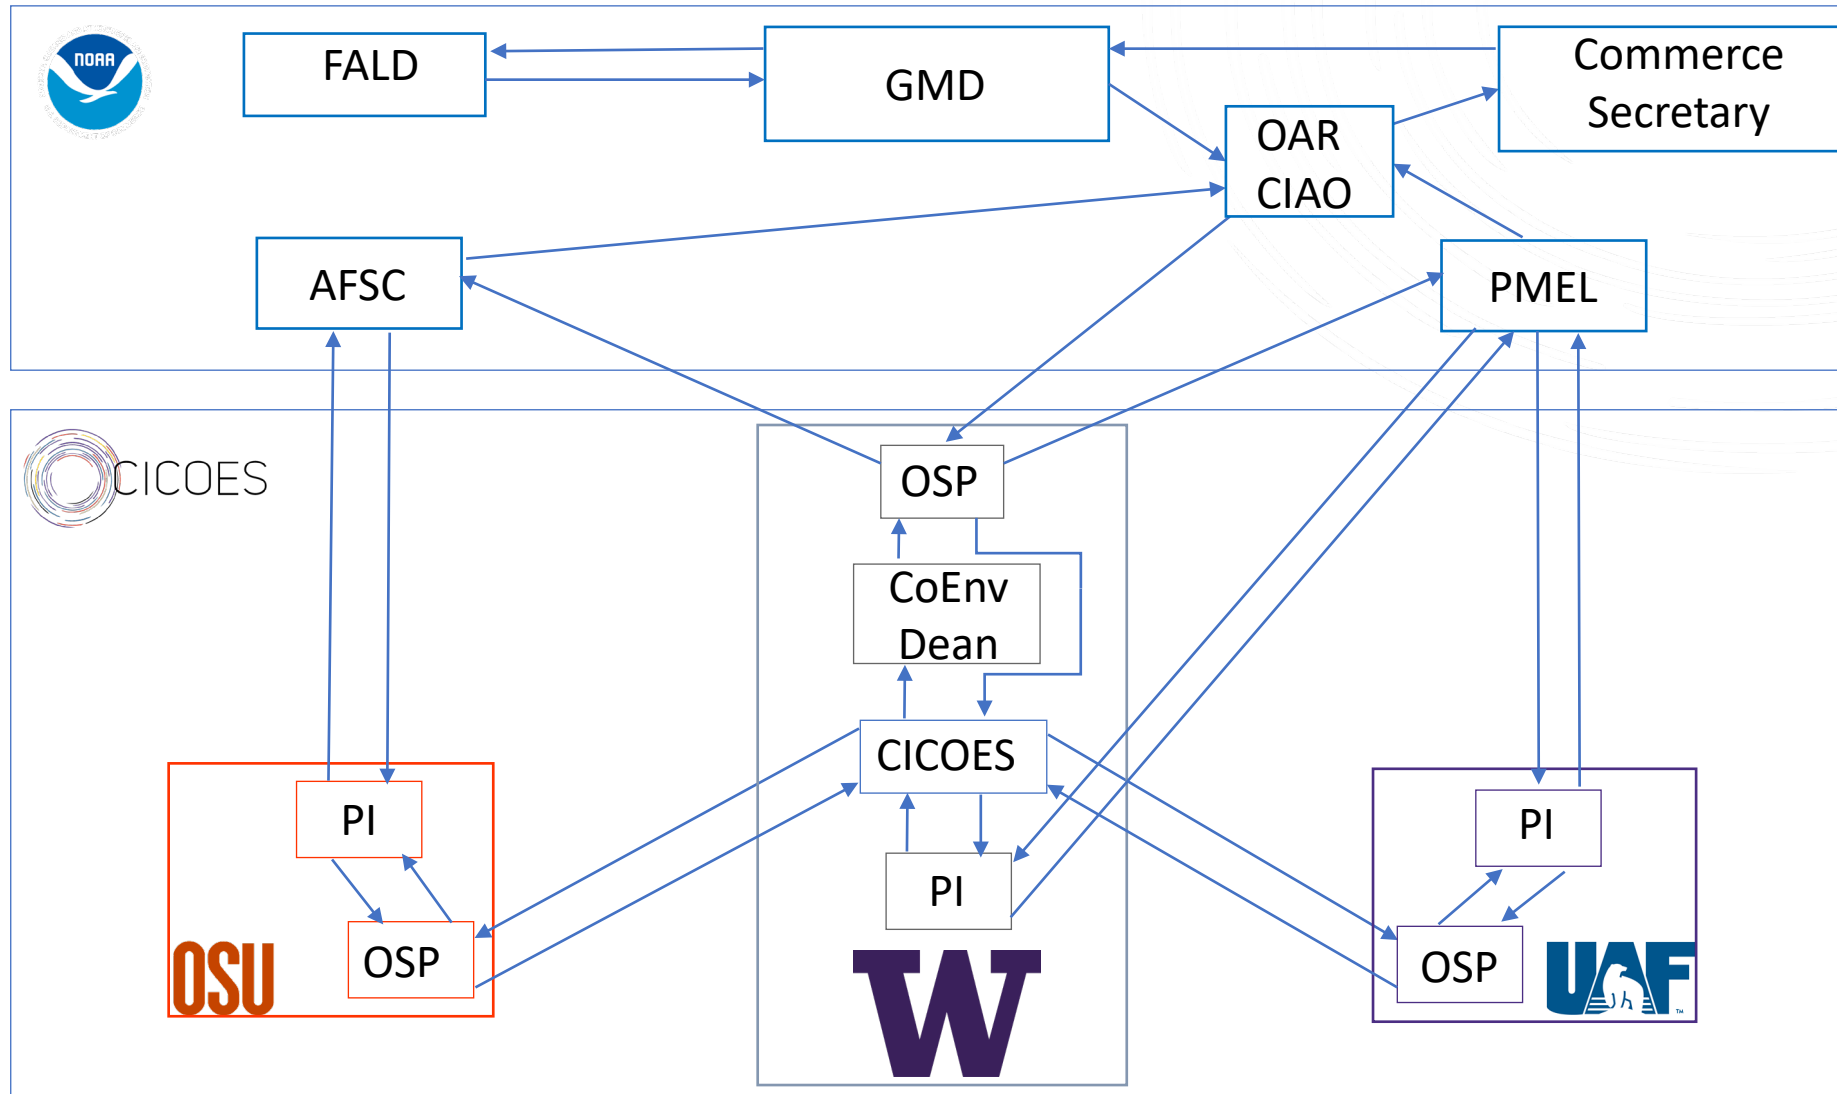 NOAA
FALD
GMD
Commerce
Secretary
OAR
CIAO
AFSC
PMEL
CICOES
OSP
CoEnv
Dean
CICOES
PI
PI
PI
OSP
OSP
OSU
W
UAF
TM